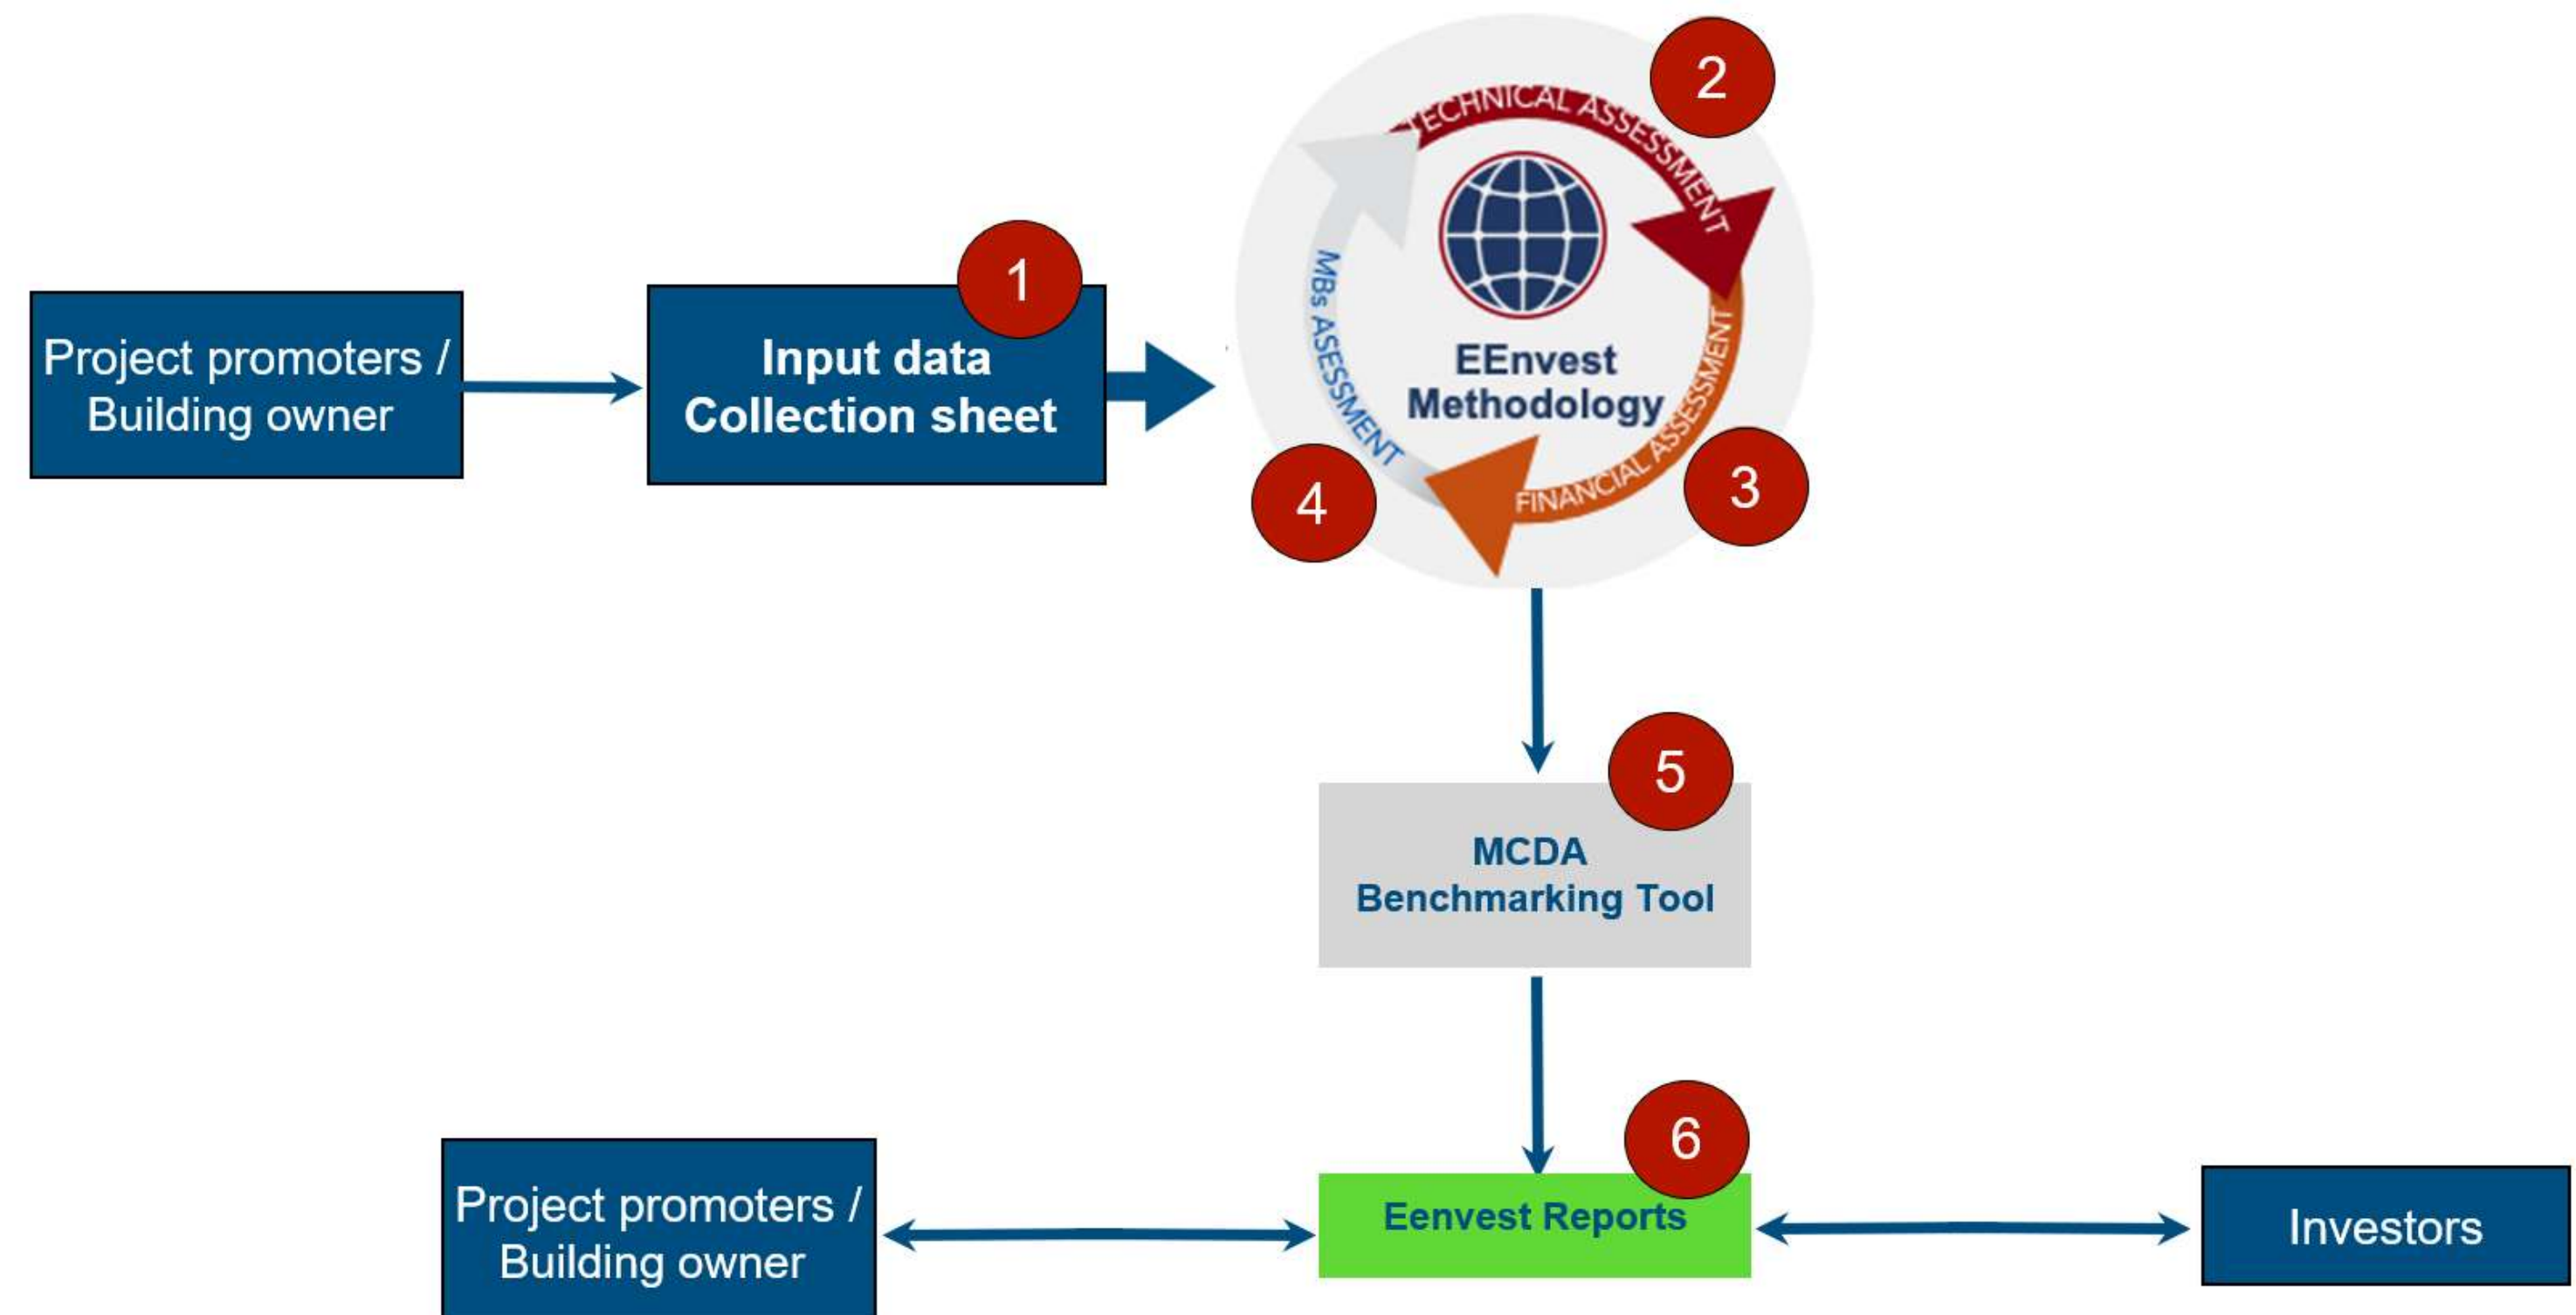 Project promoters /
Building owner
1
Input data
Collection sheet
2
TECHNICAL ASSESSMENT
EEnvest
Methodology
3
FINANCIAL ASSESSMENT
4
MBs ASESSMENT
5
MCDA
Benchmarking Tool
6
Eenvest Reports
Project promoters /
Building owner
Investors